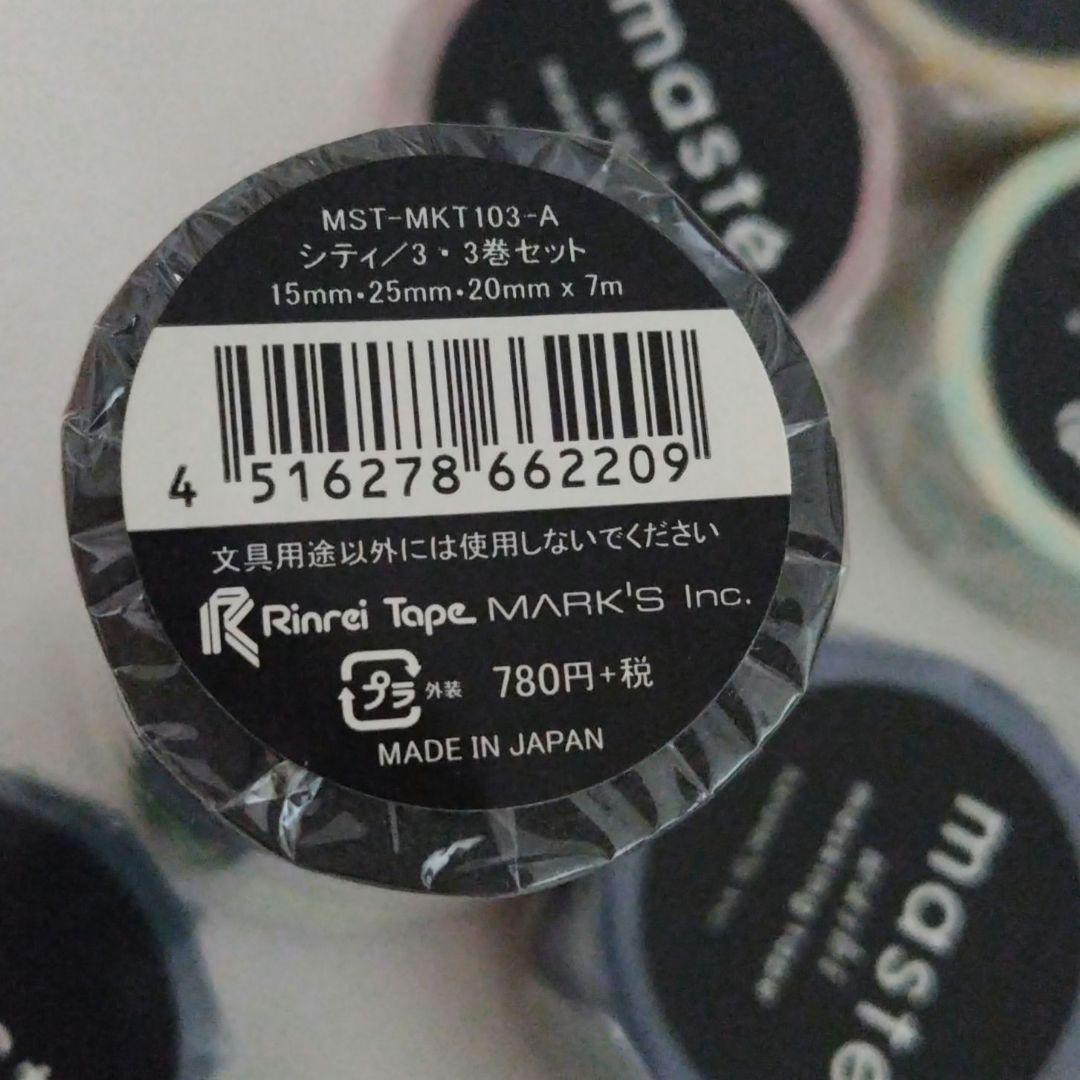 MST-MKT103-A
シティ/3・3巻セット
15mm・25mm・20mm x 7m
4 516278 662209
文具用途以外には使用しないでください
Rinrei Tape MARK'S Inc.
プラ 外装 780円+税
MADE IN JAPAN
masté
maste